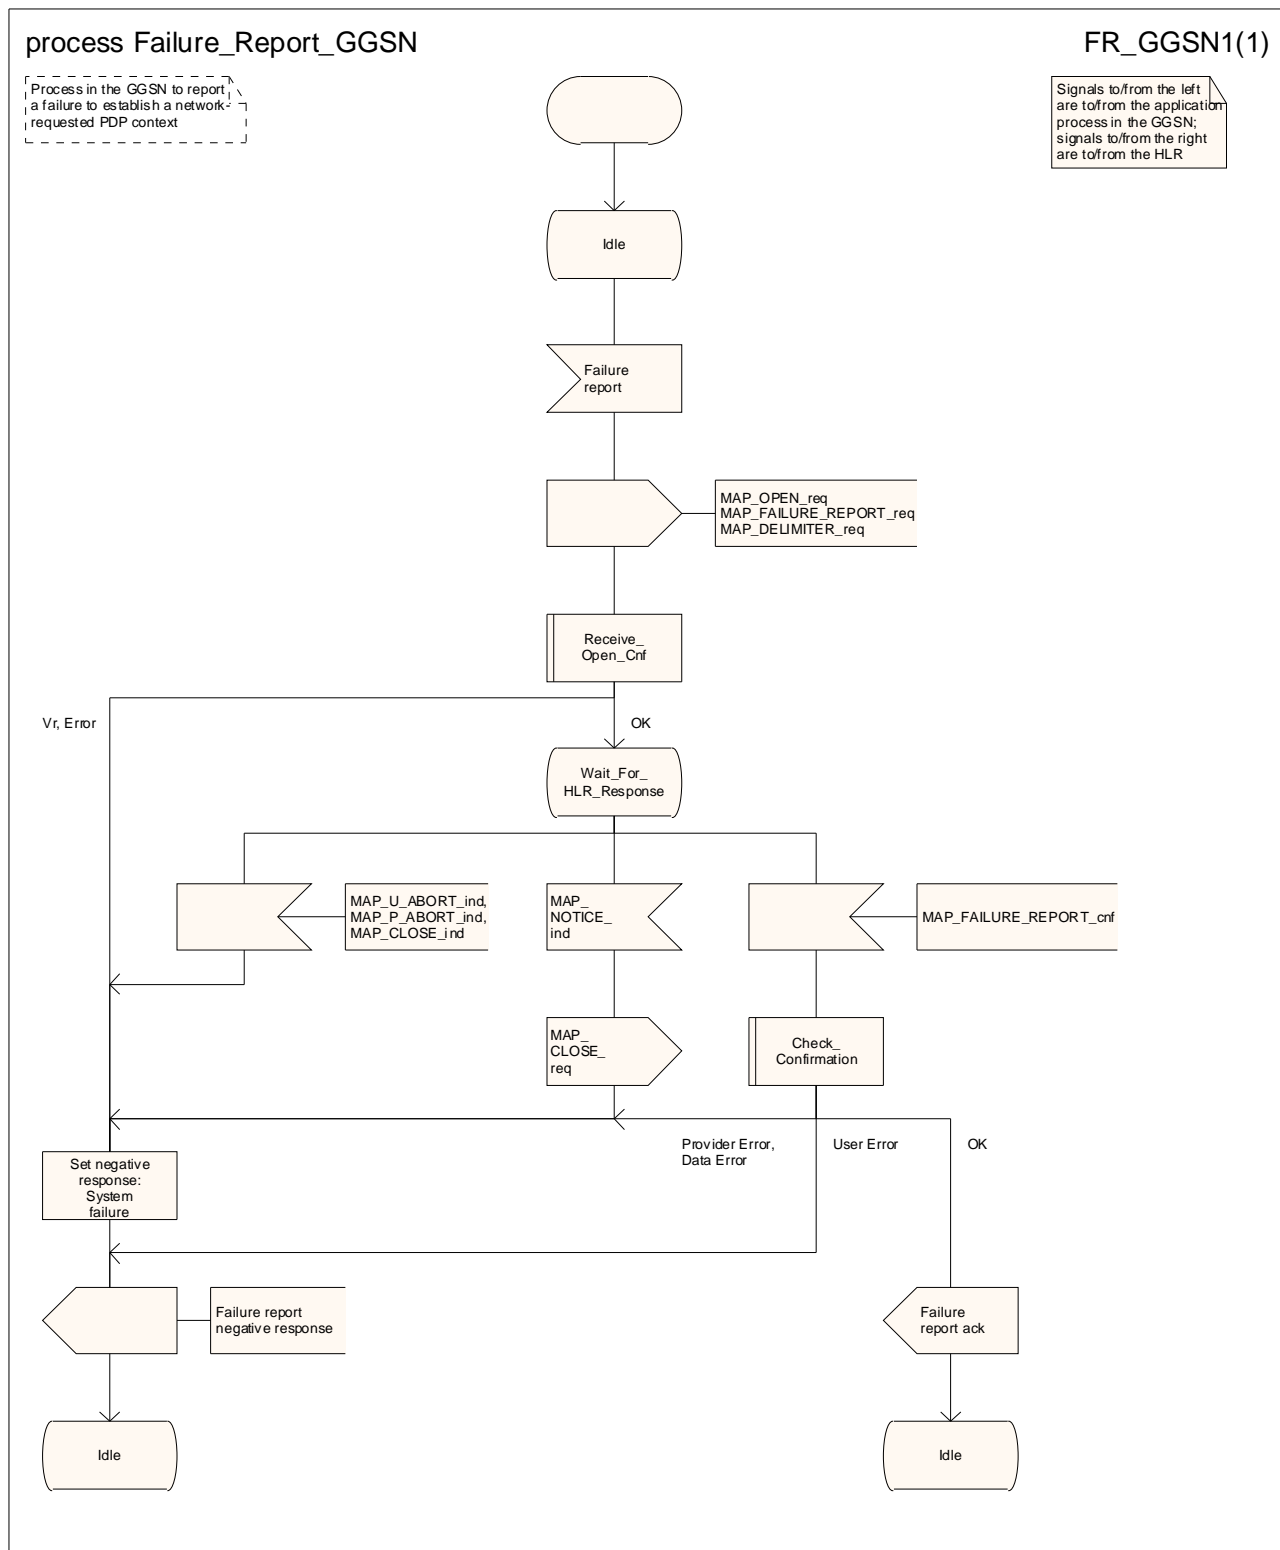 process Failure_Report_GGSN
FR_GGSN1(1)
Process in the GGSN to report
a failure to establish a network-
requested PDP context
Signals to/from the left
are to/from the application
process in the GGSN;
signals to/from the right
are to/from the HLR
Idle
Failure
report
MAP_OPEN_req
MAP_FAILURE_REPORT_req
MAP_DELIMITER_req
Receive_
Open_Cnf
Vr, Error
OK
Wait_For_
HLR_Response
MAP_U_ABORT_ind,
MAP_P_ABORT_ind,
MAP_CLOSE_ind
MAP_
NOTICE_
ind
MAP_FAILURE_REPORT_cnf
MAP_
CLOSE_
req
Check_
Confirmation
Provider Error,
Data Error
User Error
OK
Set negative
response:
System
failure
Failure report
negative response
Failure
report ack
Idle
Idle